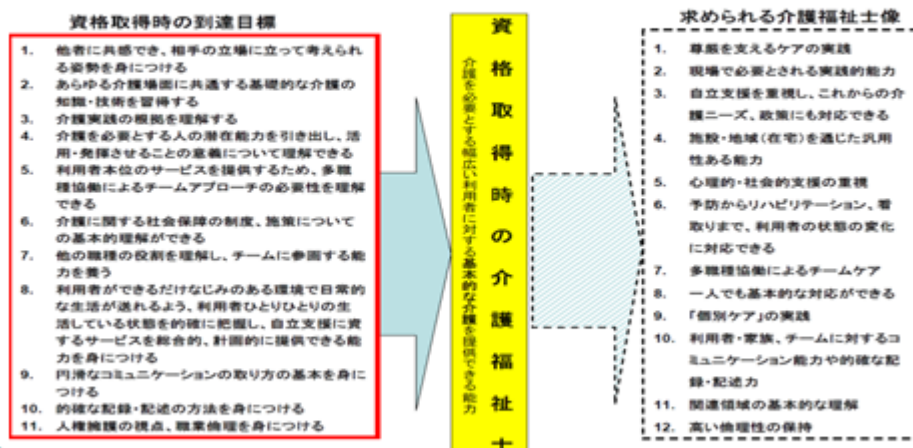 資格取得時の到達目標
1. 他者に共感でき、相手の立場に立って考えられ
る姿勢を身につける
2. あらゆる介護場面に共通する基礎的な介護の
知識・技術を習得する
3. 介護実践の根拠を理解する
4. 介護を必要とする人の潜在能力を引き出し、活
用・発揮させることの意義について理解できる
5. 利用者本位のサービスを提供するため、多職
種協働によるチームアプローチの必要性を理解
できる
6. 介護に関する社会保障の制度、施策について
の基本的理解ができる
7. 他の職種の役割を理解し、チームに参画する能
力を養う
8. 利用者ができるだけなじみのある環境で日常的
な生活が送れるよう、利用者ひとりひとりの生
活している状態を的確に把握し、自立支援に資
するサービスを総合的、計画的に提供できる能
力を身につける
9. 円滑なコミュニケーションの取り方の基本を身に
つける
10. 的確な記録・記述の方法を身につける
11. 人権擁護の視点、職業倫理を身につける
資格取得時の介護福祉士
介護を必要とする幅広い利用者に対する基本的な介護を提供できる能力
求められる介護福祉士像
1. 尊厳を支えるケアの実践
2. 現場で必要とされる実践的能力
3. 自立支援を重視し、これからの介
護ニーズ、政策にも対応できる
4. 施設・地域(在宅)を通じた汎用
性ある能力
5. 心理的・社会的支援の重視
6. 予防からリハビリテーション、看
取りまで、利用者の状態の変化
に対応できる
7. 多職種協働によるチームケア
8. 一人でも基本的な対応ができる
9. 「個別ケア」の実践
10. 利用者・家族、チームに対するコ
ミュニケーション能力や的確な記
録・記述力
11. 関連領域の基本的な理解
12. 高い倫理性の保持